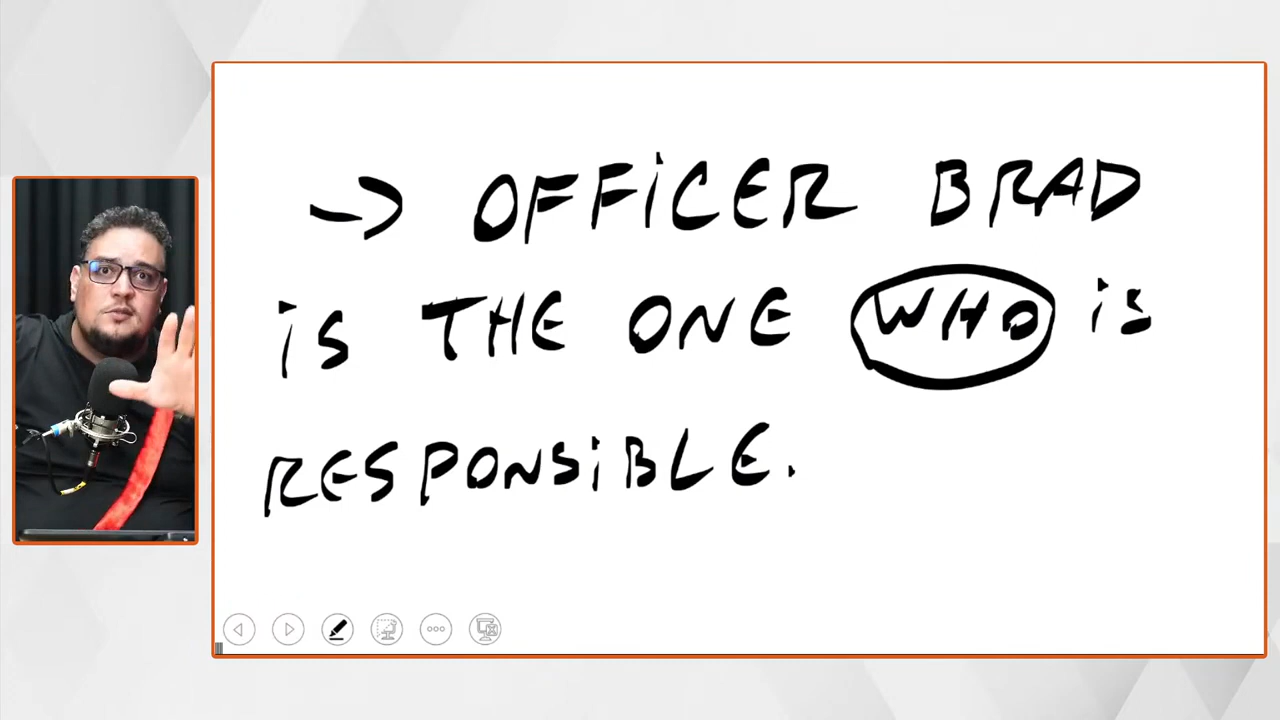 → OFFICER BRAD
is THE ONE WHO is
RESPONSiBLE.